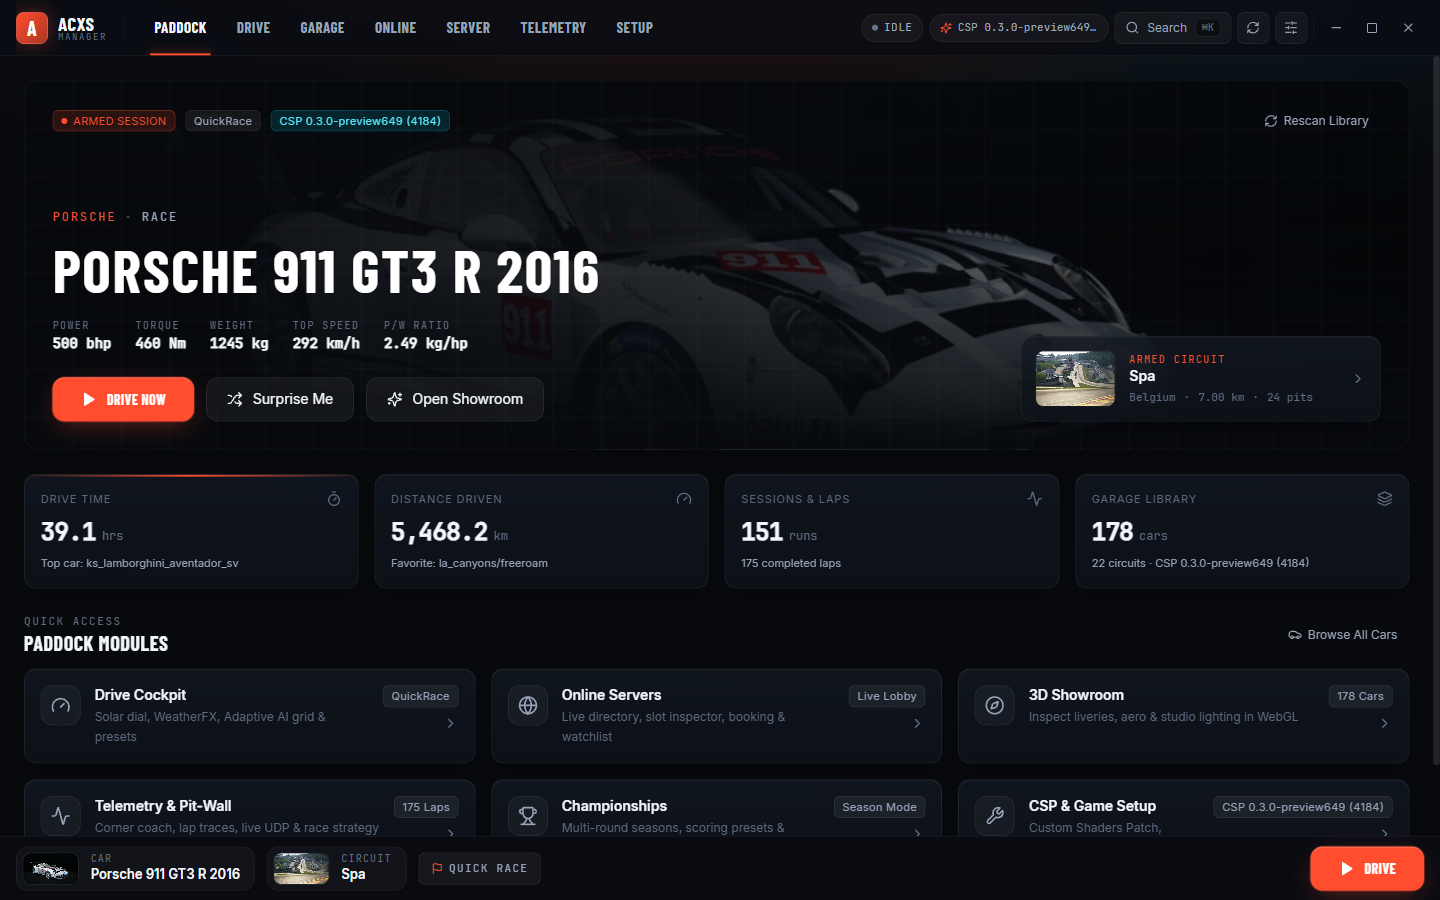 A
ACXS
MANAGER
PADDOCK
DRIVE
GARAGE
ONLINE
SERVER
TELEMETRY
SETUP
IDLE
CSP 0.3.0-preview649…
Search
⌘K
ARMED SESSION
QuickRace
CSP 0.3.0-preview649 (4184)
Rescan Library
PORSCHE · RACE
PORSCHE 911 GT3 R 2016
911
911
POWER
500 bhp
TORQUE
460 Nm
WEIGHT
1245 kg
TOP SPEED
292 km/h
P/W RATIO
2.49 kg/hp
DRIVE NOW
Surprise Me
Open Showroom
ARMED CIRCUIT
Spa
Belgium · 7.00 km · 24 pits
DRIVE TIME
39.1 hrs
Top car: ks_lamborghini_aventador_sv
DISTANCE DRIVEN
5,468.2 km
Favorite: la_canyons/freeroam
SESSIONS & LAPS
151 runs
175 completed laps
GARAGE LIBRARY
178 cars
22 circuits · CSP 0.3.0-preview649 (4184)
QUICK ACCESS
PADDOCK MODULES
Browse All Cars
Drive Cockpit
QuickRace
Solar dial, WeatherFX, Adaptive AI grid &
presets
Online Servers
Live Lobby
Live directory, slot inspector, booking &
watchlist
3D Showroom
178 Cars
Inspect liveries, aero & studio lighting in WebGL
Telemetry & Pit-Wall
175 Laps
Corner coach, lap traces, live UDP & race strategy
Championships
Season Mode
Multi-round seasons, scoring presets &
CSP & Game Setup
CSP 0.3.0-preview649 (4184)
Custom Shaders Patch,
CAR
Porsche 911 GT3 R 2016
CIRCUIT
Spa
QUICK RACE
DRIVE